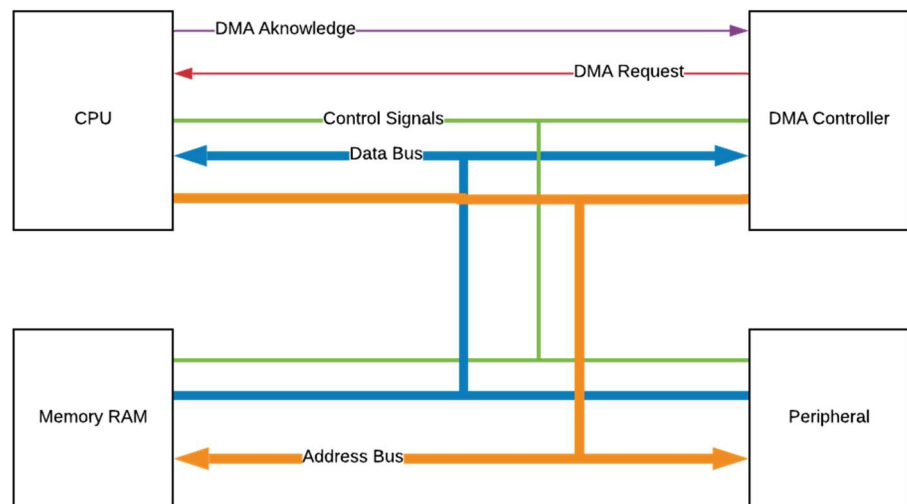 DMA Aknowledge
DMA Request
CPU
Control Signals
DMA Controller
Data Bus
Memory RAM
Peripheral
Address Bus